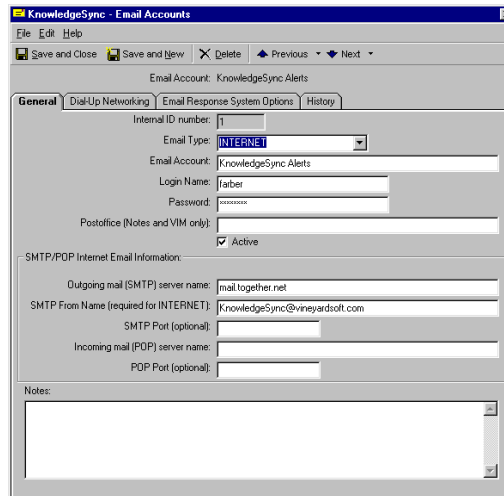 KnowledgeSync - Email Accounts
File Edit Help
Save and Close Save and New Delete Previous Next
Email Account: KnowledgeSync Alerts
General Dial-Up Networking Email Response System Options History
Internal ID number: 1
Email Type: INTERNET
Email Account: KnowledgeSync Alerts
Login Name: farber
Password: xxxxxxxx
Postoffice (Notes and VIM only):
Active
SMTP/POP Internet Email Information:
Outgoing mail (SMTP) server name: mail.together.net
SMTP From Name (required for INTERNET): KnowledgeSync@vineyardsoft.com
SMTP Port (optional):
Incoming mail (POP) server name:
POP Port (optional):
Notes: